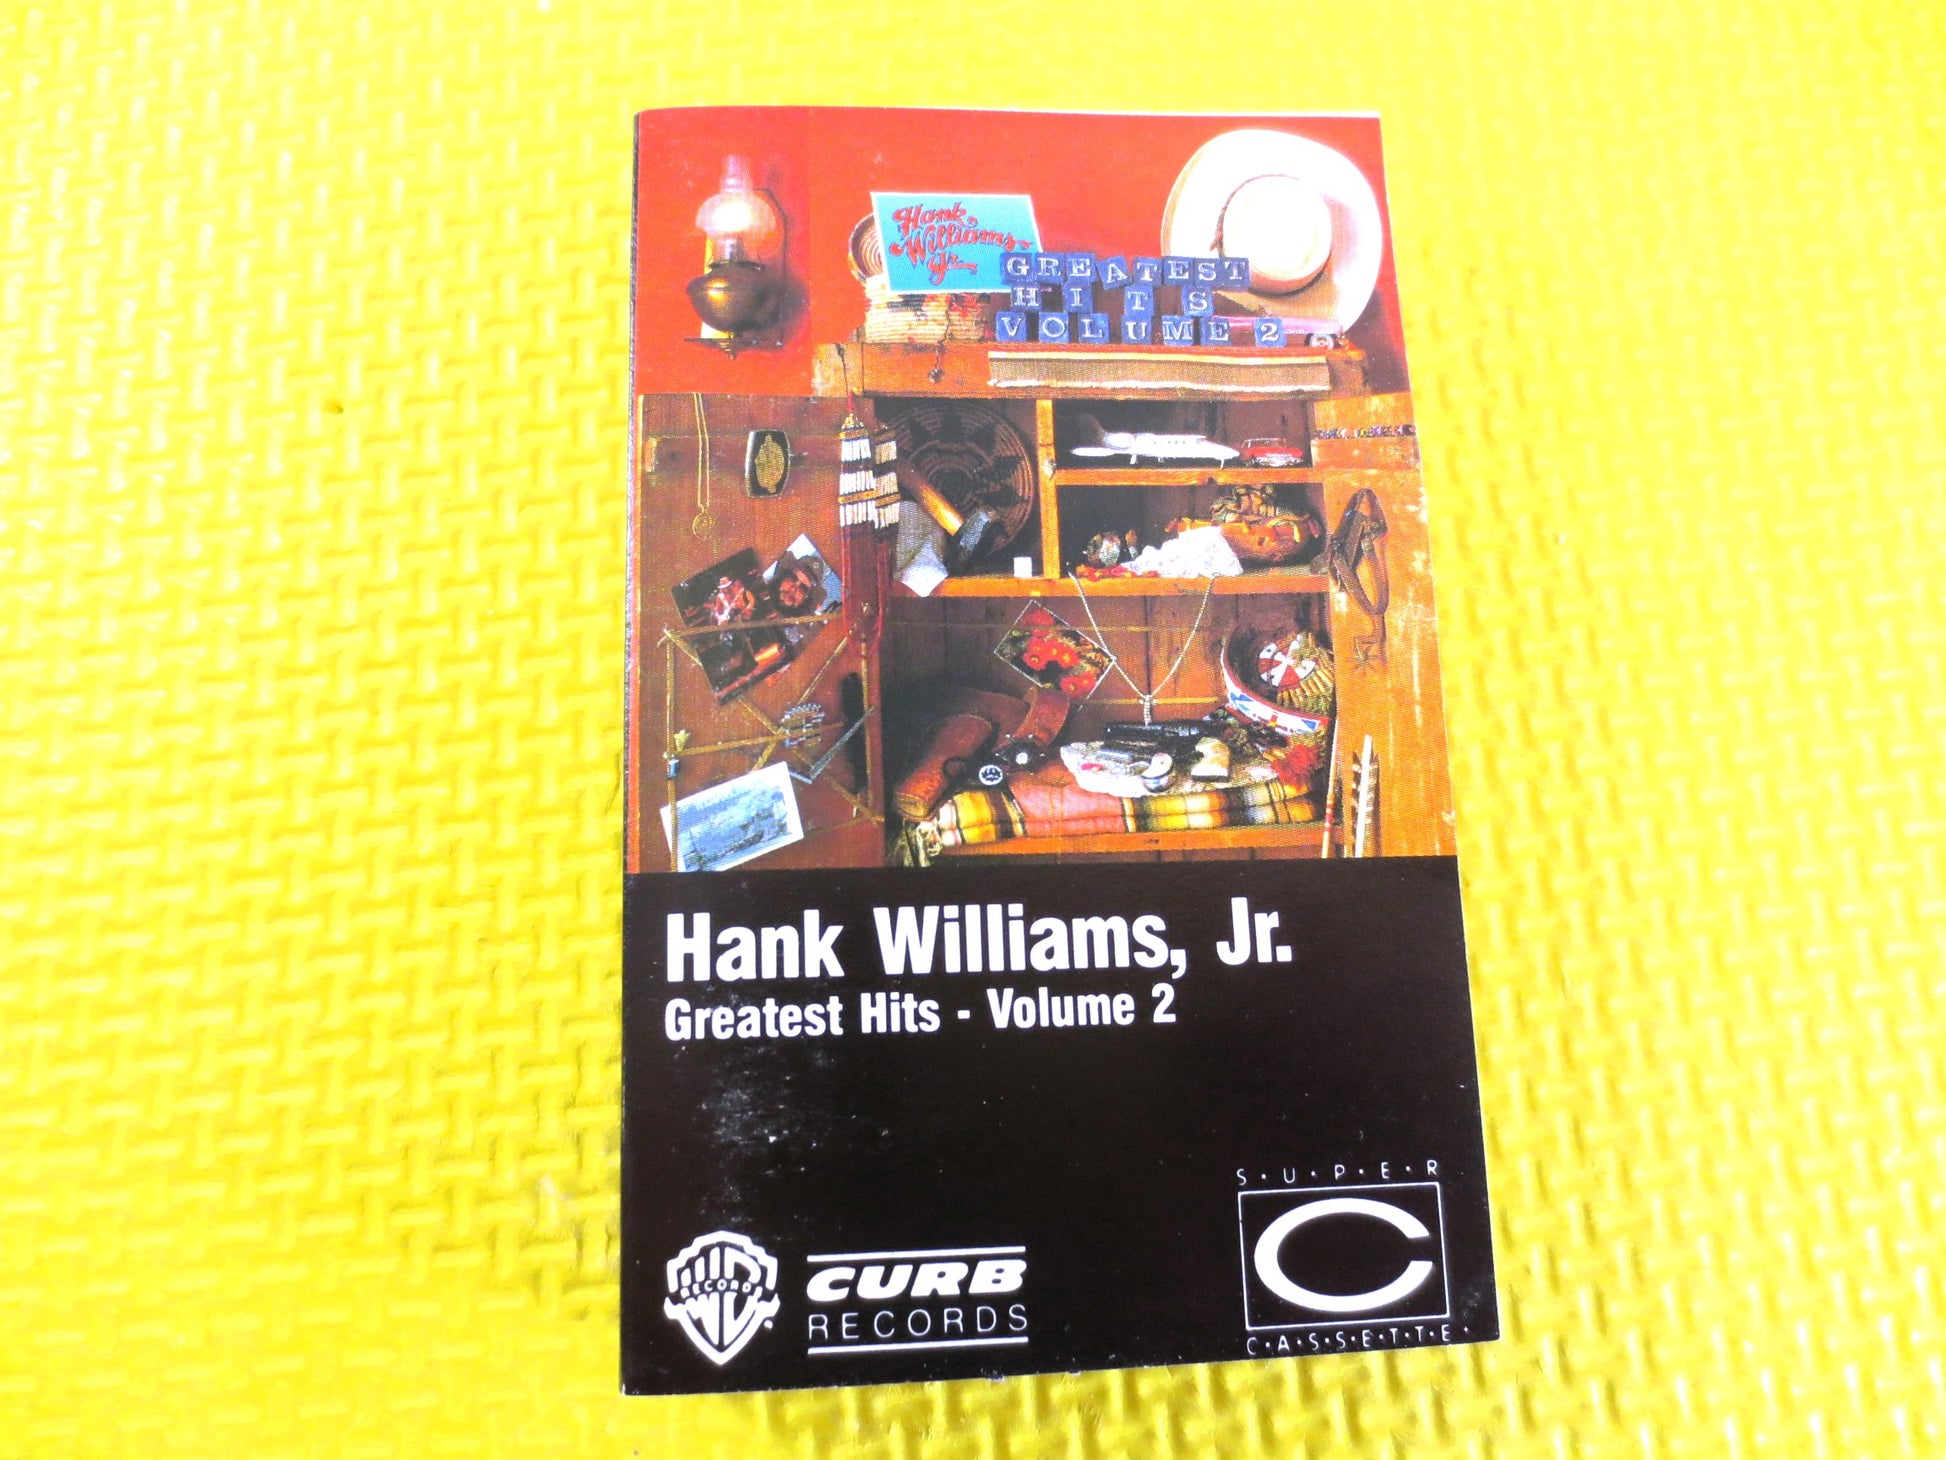 Hank
Williams
Jr.
GREATEST
HITS
VOLUME 2
Hank Williams, Jr.
Greatest Hits - Volume 2
S·U·P·E·R
C
C·A·S·S·E·T·T·E
RECORDS
CURB
RECORDS